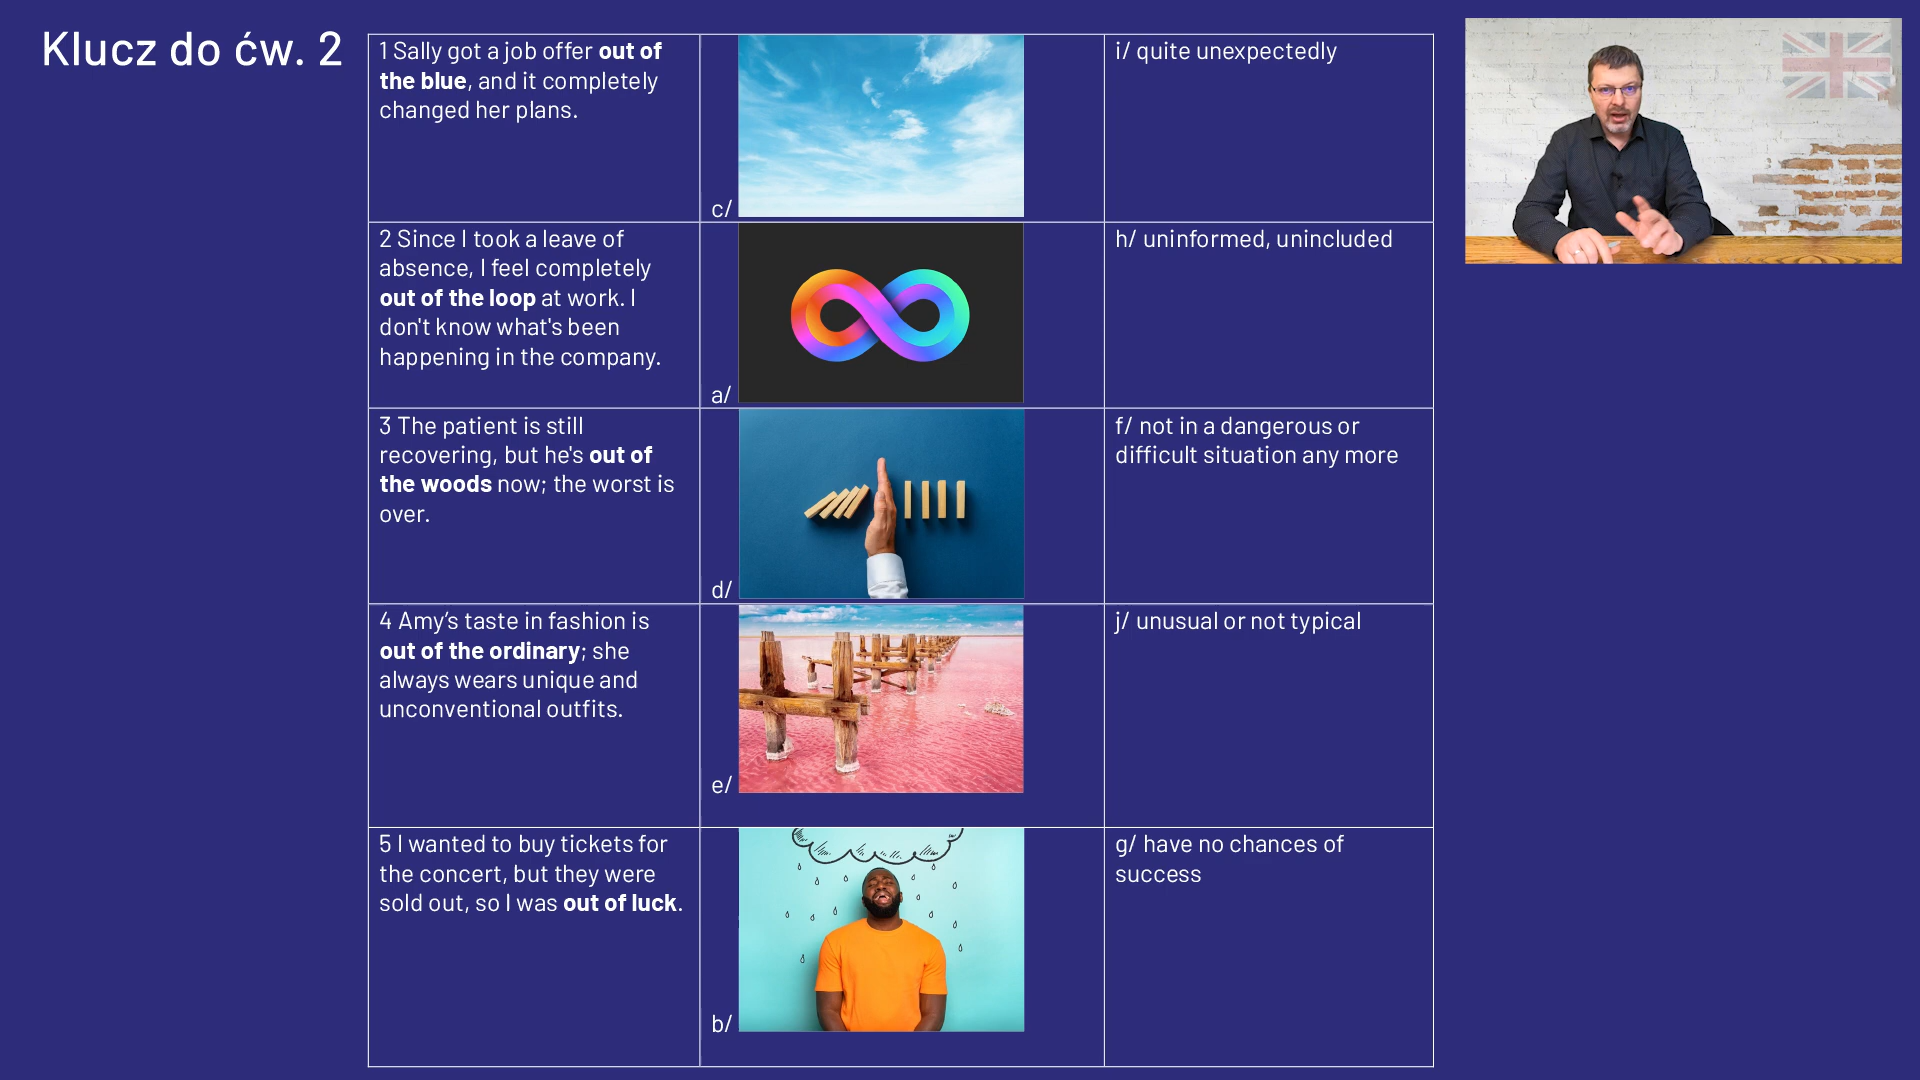 Klucz do ćw. 2
1 Sally got a job offer out of
the blue, and it completely
changed her plans.
c/
i/ quite unexpectedly
2 Since I took a leave of
absence, I feel completely
out of the loop at work. I
don't know what's been
happening in the company.
a/
h/ uninformed, unincluded
3 The patient is still
recovering, but he's out of
the woods now; the worst is
over.
d/
f/ not in a dangerous or
difficult situation any more
4 Amy’s taste in fashion is
out of the ordinary; she
always wears unique and
unconventional outfits.
e/
j/ unusual or not typical
5 I wanted to buy tickets for
the concert, but they were
sold out, so I was out of luck.
b/
g/ have no chances of
success